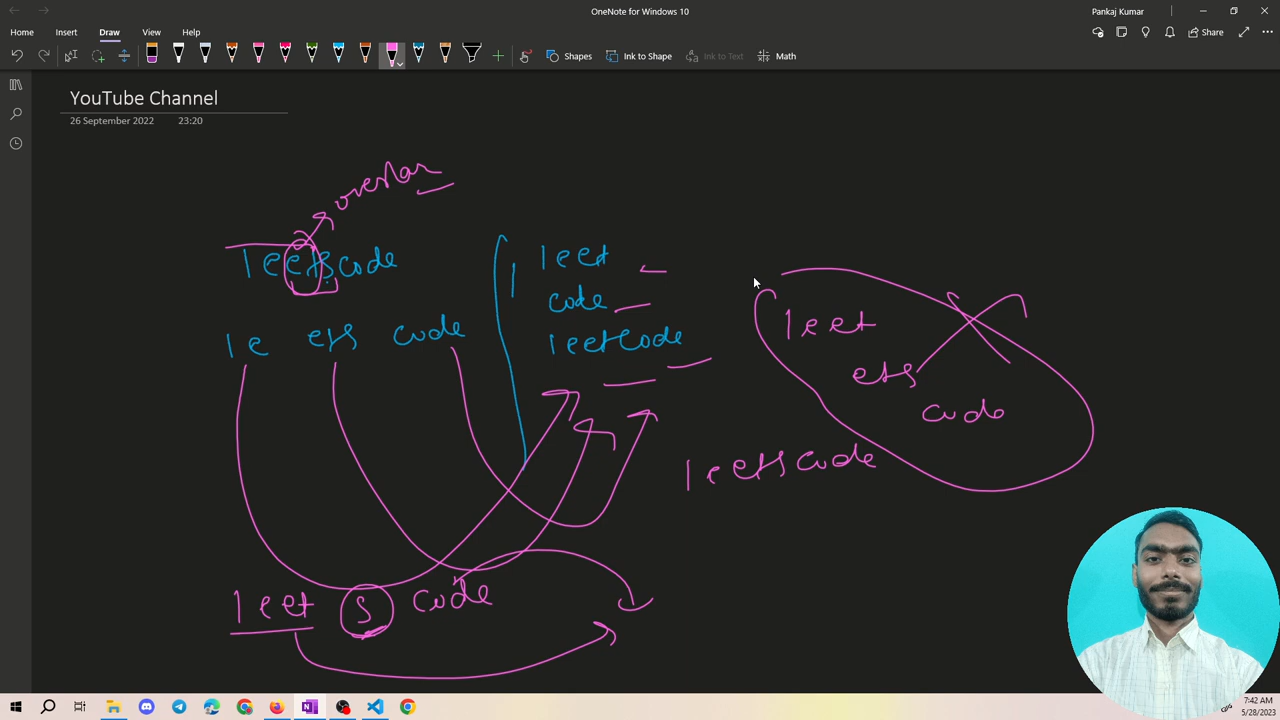 OneNote for Windows 10
Pankaj Kumar
Home Insert Draw View Help
Share
Shapes Ink to Shape Ink to Text Math
YouTube Channel
26 September 2022 23:20
leetscode
leet
code
leetcode
le ets code
leet
ets
code
leetscode
leet s code
7:42 AM
5/28/2023